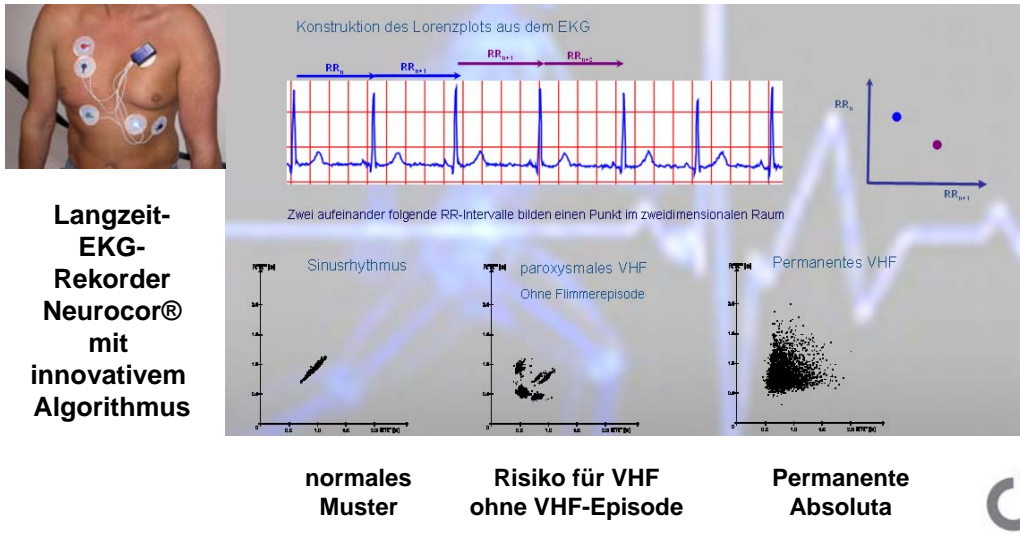 Konstruktion des Lorenzplots aus dem EKG
RRn RRn+1 RRn+1 RRn+2
RRn
RRn+1
Zwei aufeinander folgende RR-Intervalle bilden einen Punkt im zweidimensionalen Raum
Langzeit-
EKG-
Rekorder
Neurocor®
mit
innovativem
Algorithmus
Sinusrhythmus
paroxysmales VHF
Ohne Flimmerepisode
Permanentes VHF
normales
Muster
Risiko für VHF
ohne VHF-Episode
Permanente
Absoluta